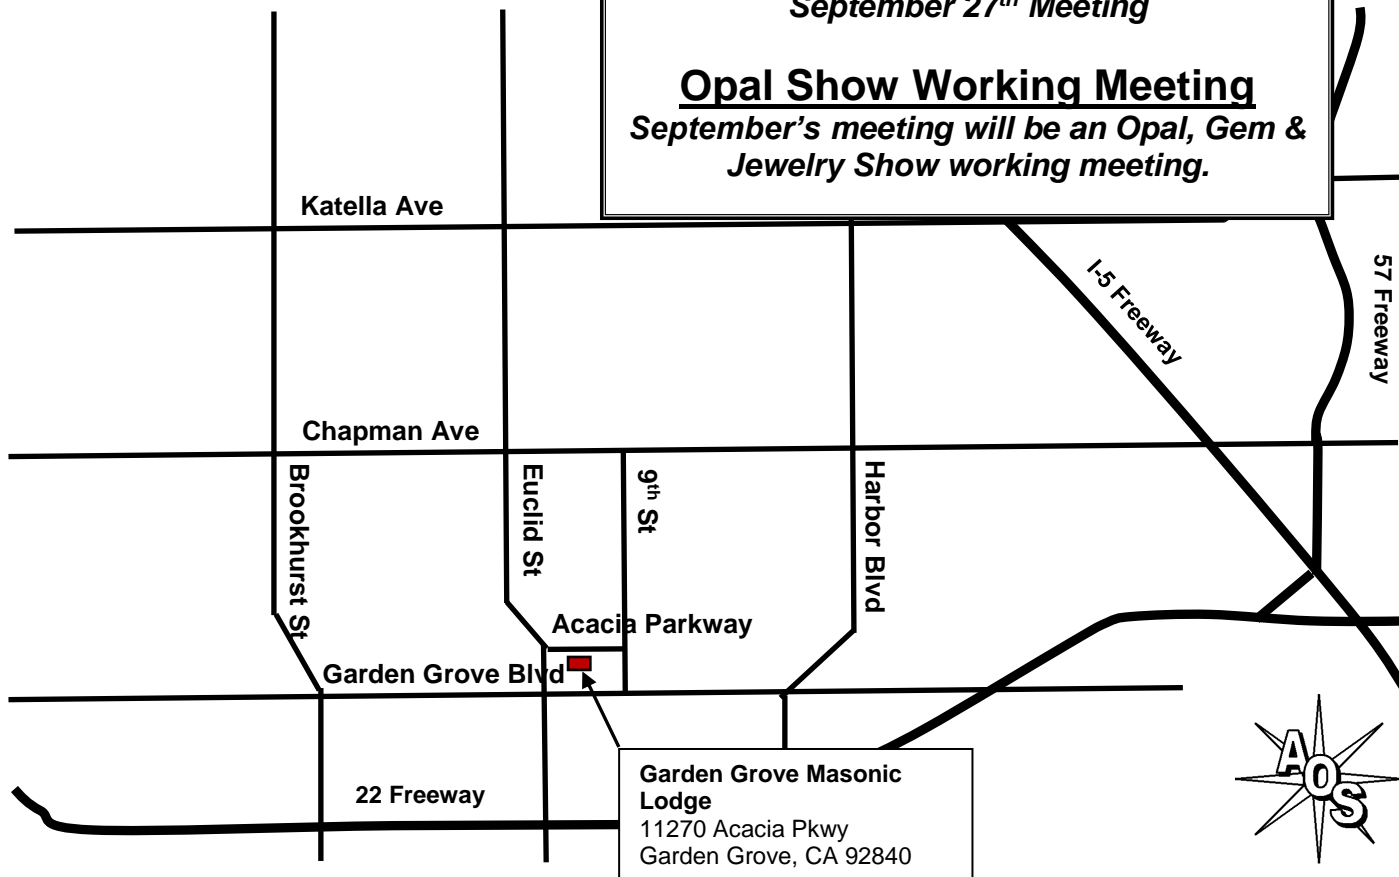 September 27th Meeting
Opal Show Working Meeting
September’s meeting will be an Opal, Gem &
Jewelry Show working meeting.
Katella Ave
I-5 Freeway
57 Freeway
Chapman Ave
Brookhurst St
Euclid St
9th St
Harbor Blvd
Acacia Parkway
Garden Grove Blvd
22 Freeway
Garden Grove Masonic
Lodge
11270 Acacia Pkwy
Garden Grove, CA 92840
AOS